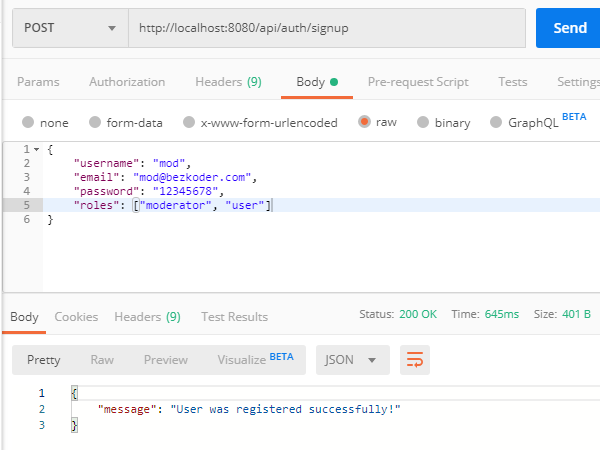 POST http://localhost:8080/api/auth/signup Send
Params Authorization Headers (9) Body Pre-request Script Tests Settings
none form-data x-www-form-urlencoded raw binary GraphQL BETA
1 {
2 "username": "mod",
3 "email": "mod@bezkoder.com",
4 "password": "12345678",
5 "roles": ["moderator", "user"]
6 }
Body Cookies Headers (9) Test Results Status: 200 OK Time: 645ms Size: 401 B
Pretty Raw Preview Visualize BETA JSON
1 {
2 "message": "User was registered successfully!"
3 }